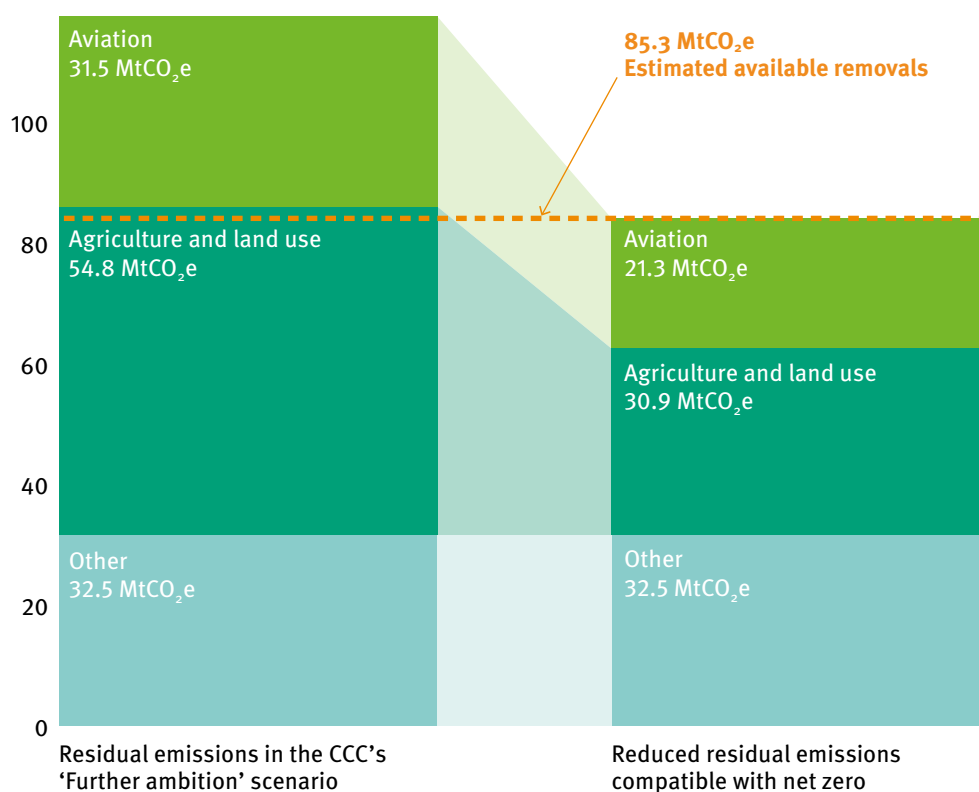 Aviation
31.5 MtCO₂e
85.3 MtCO₂e
Estimated available removals
100
80
60
40
20
0
Agriculture and land use
54.8 MtCO₂e
Other
32.5 MtCO₂e
Aviation
21.3 MtCO₂e
Agriculture and land use
30.9 MtCO₂e
Other
32.5 MtCO₂e
Residual emissions in the CCC’s
‘Further ambition’ scenario
Reduced residual emissions
compatible with net zero